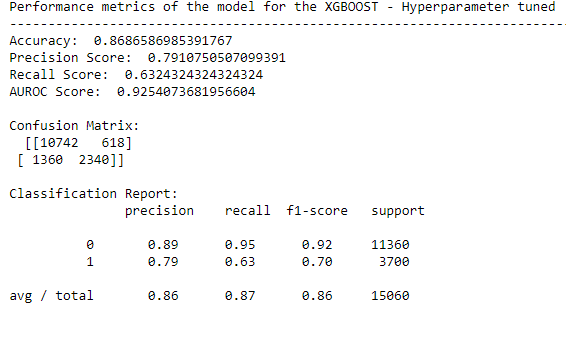 Performance metrics of the model for the XGBOOST - Hyperparameter tuned
--------------------------------------------------------------------------
Accuracy:  0.8686586985391767
Precision Score:  0.7910750507099391
Recall Score:  0.6324324324324324
AUROC Score:  0.9254073681956604
Confusion Matrix:
[[10742   618]
[ 1360  2340]]
Classification Report:
precision    recall  f1-score   support
0       0.89      0.95      0.92     11360
1       0.79      0.63      0.70      3700
avg / total       0.86      0.87      0.86     15060